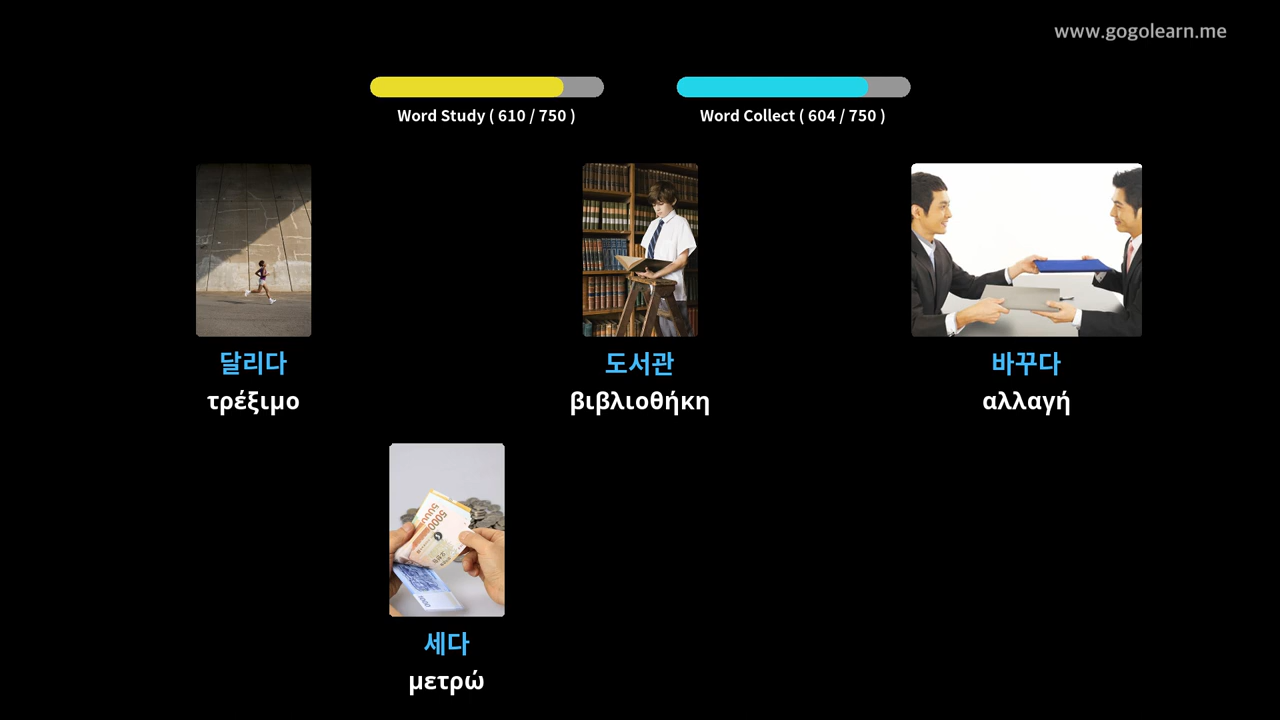 www.gogolearn.me
Word Study ( 610 / 750 )
Word Collect ( 604 / 750 )
달리다
τρέξιμο
도서관
βιβλιοθήκη
바꾸다
αλλαγή
5000
세다
μετρώ